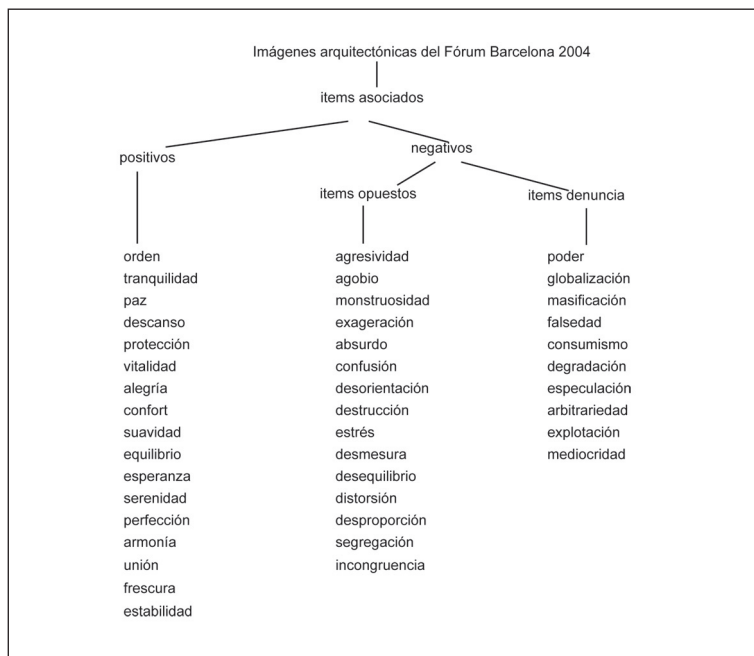 Imágenes arquitectónicas del Fórum Barcelona 2004
items asociados
positivos
negativos
items opuestos
items denuncia
orden
tranquilidad
paz
descanso
protección
vitalidad
alegría
confort
suavidad
equilibrio
esperanza
serenidad
perfección
armonía
unión
frescura
estabilidad
agresividad
agobio
monstruosidad
exageración
absurdo
confusión
desorientación
destrucción
estrés
desmesura
desequilibrio
distorsión
desproporción
segregación
incongruencia
poder
globalización
masificación
falsedad
consumismo
degradación
especulación
arbitrariedad
explotación
mediocridad